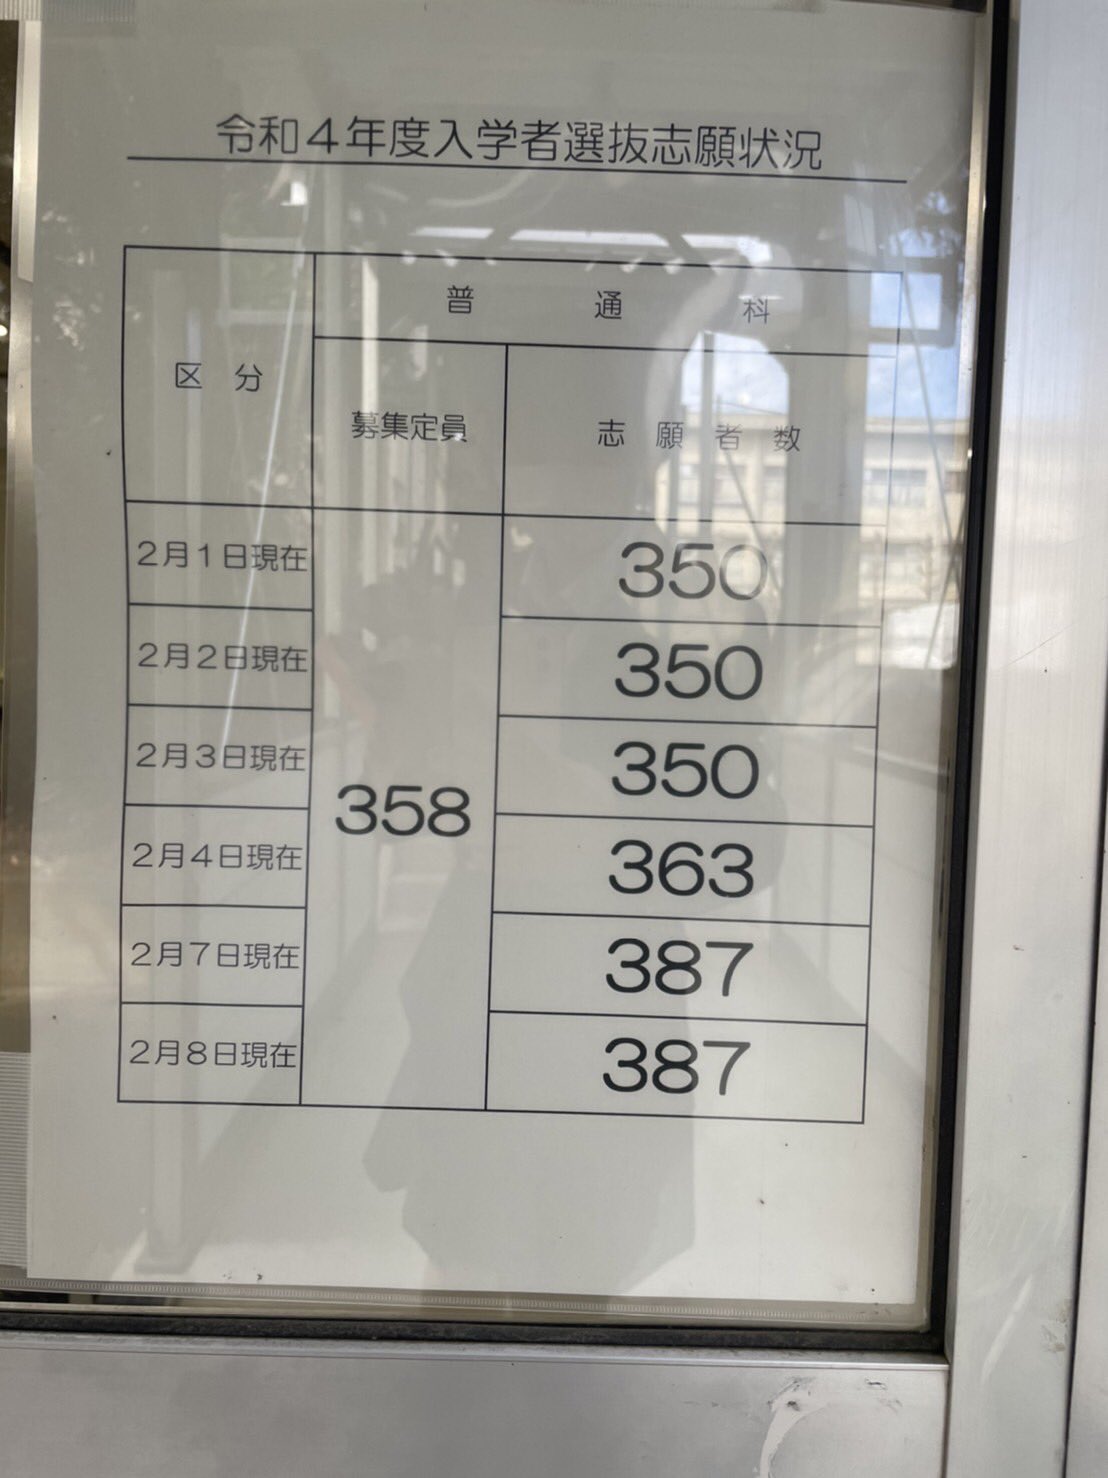 令和４年度入学者選抜志願状況
区分
普通科
募集定員
志願者数
２月１日現在
350
２月２日現在
350
２月３日現在
350
358
２月４日現在
363
２月７日現在
387
２月８日現在
387